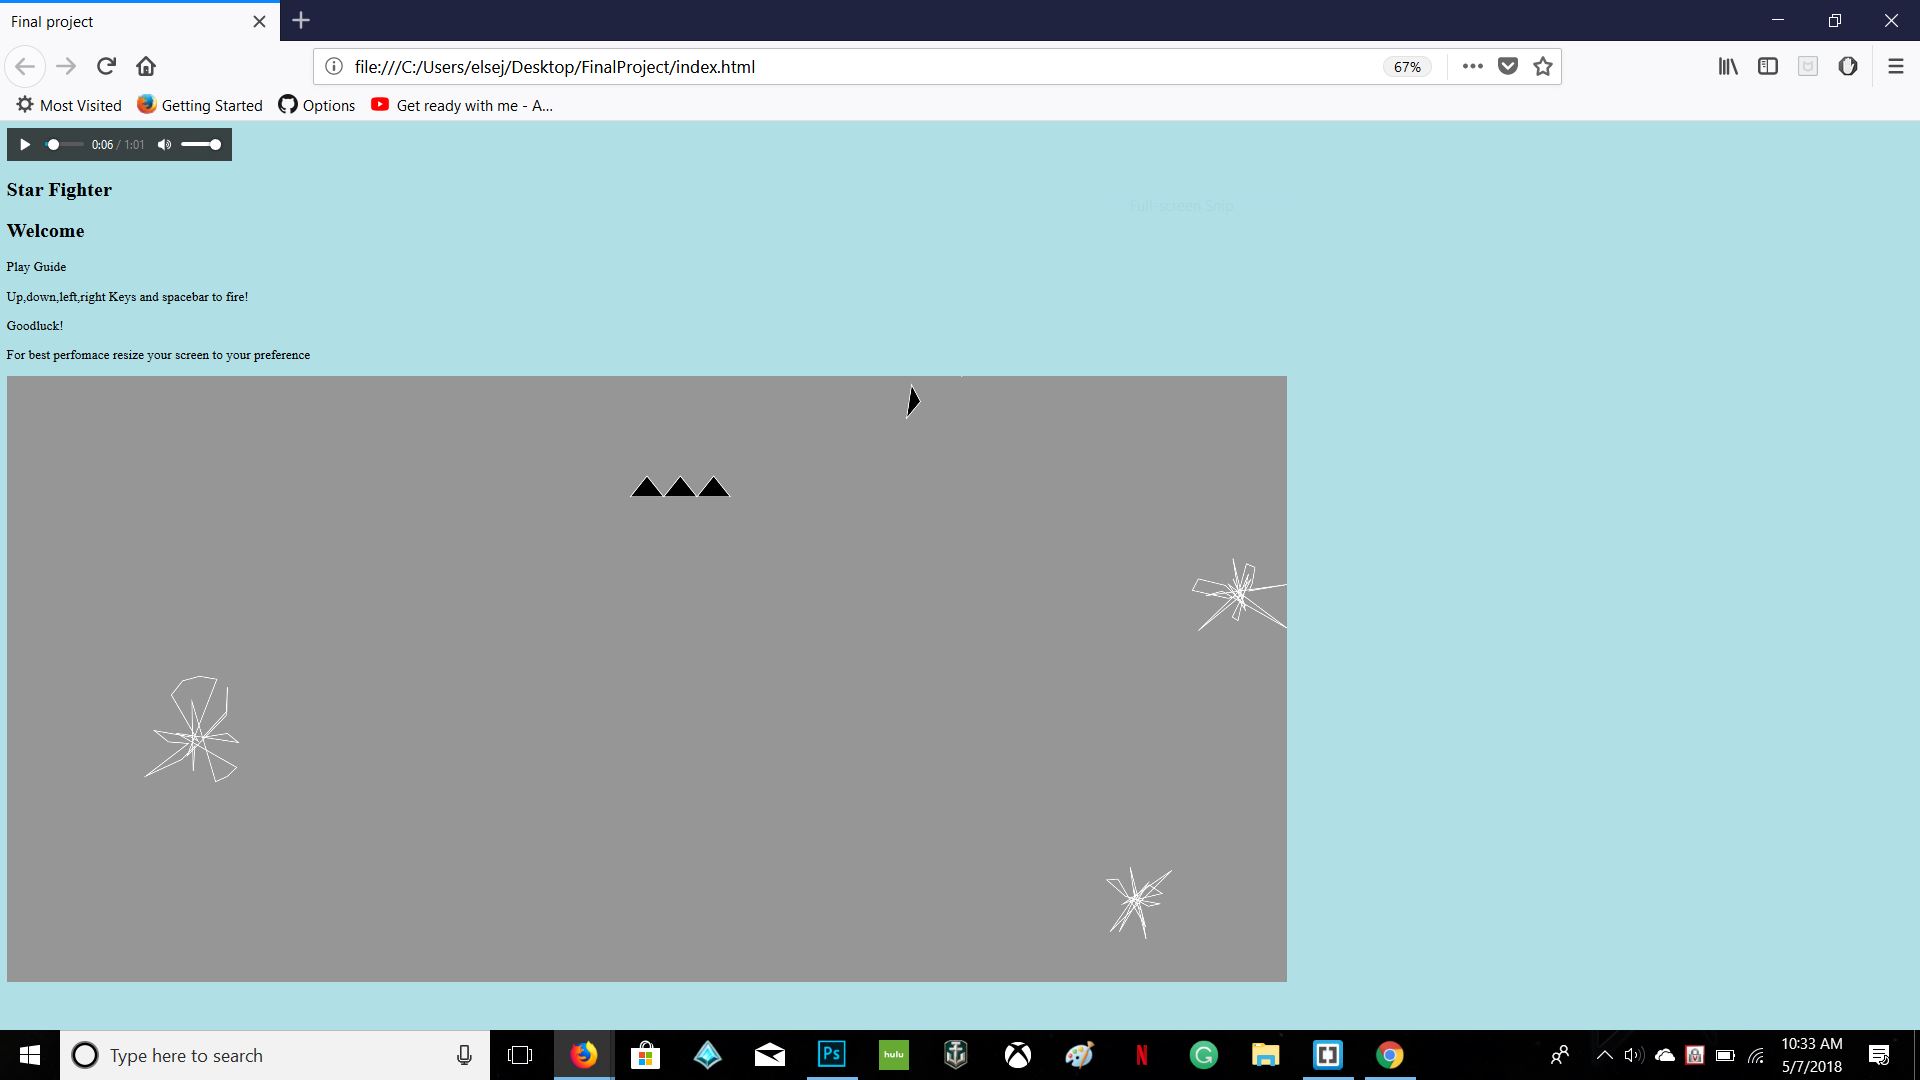 Final project
file:///C:/Users/elsej/Desktop/FinalProject/index.html
67%
Most Visited
Getting Started
Options
Get ready with me - A...
0:06 / 1:01
Star Fighter
Full-screen Snip
Welcome
Play Guide
Up,down,left,right Keys and spacebar to fire!
Goodluck!
For best perfomace resize your screen to your preference
Type here to search
Ps
hulu
N
G
10:33 AM
5/7/2018